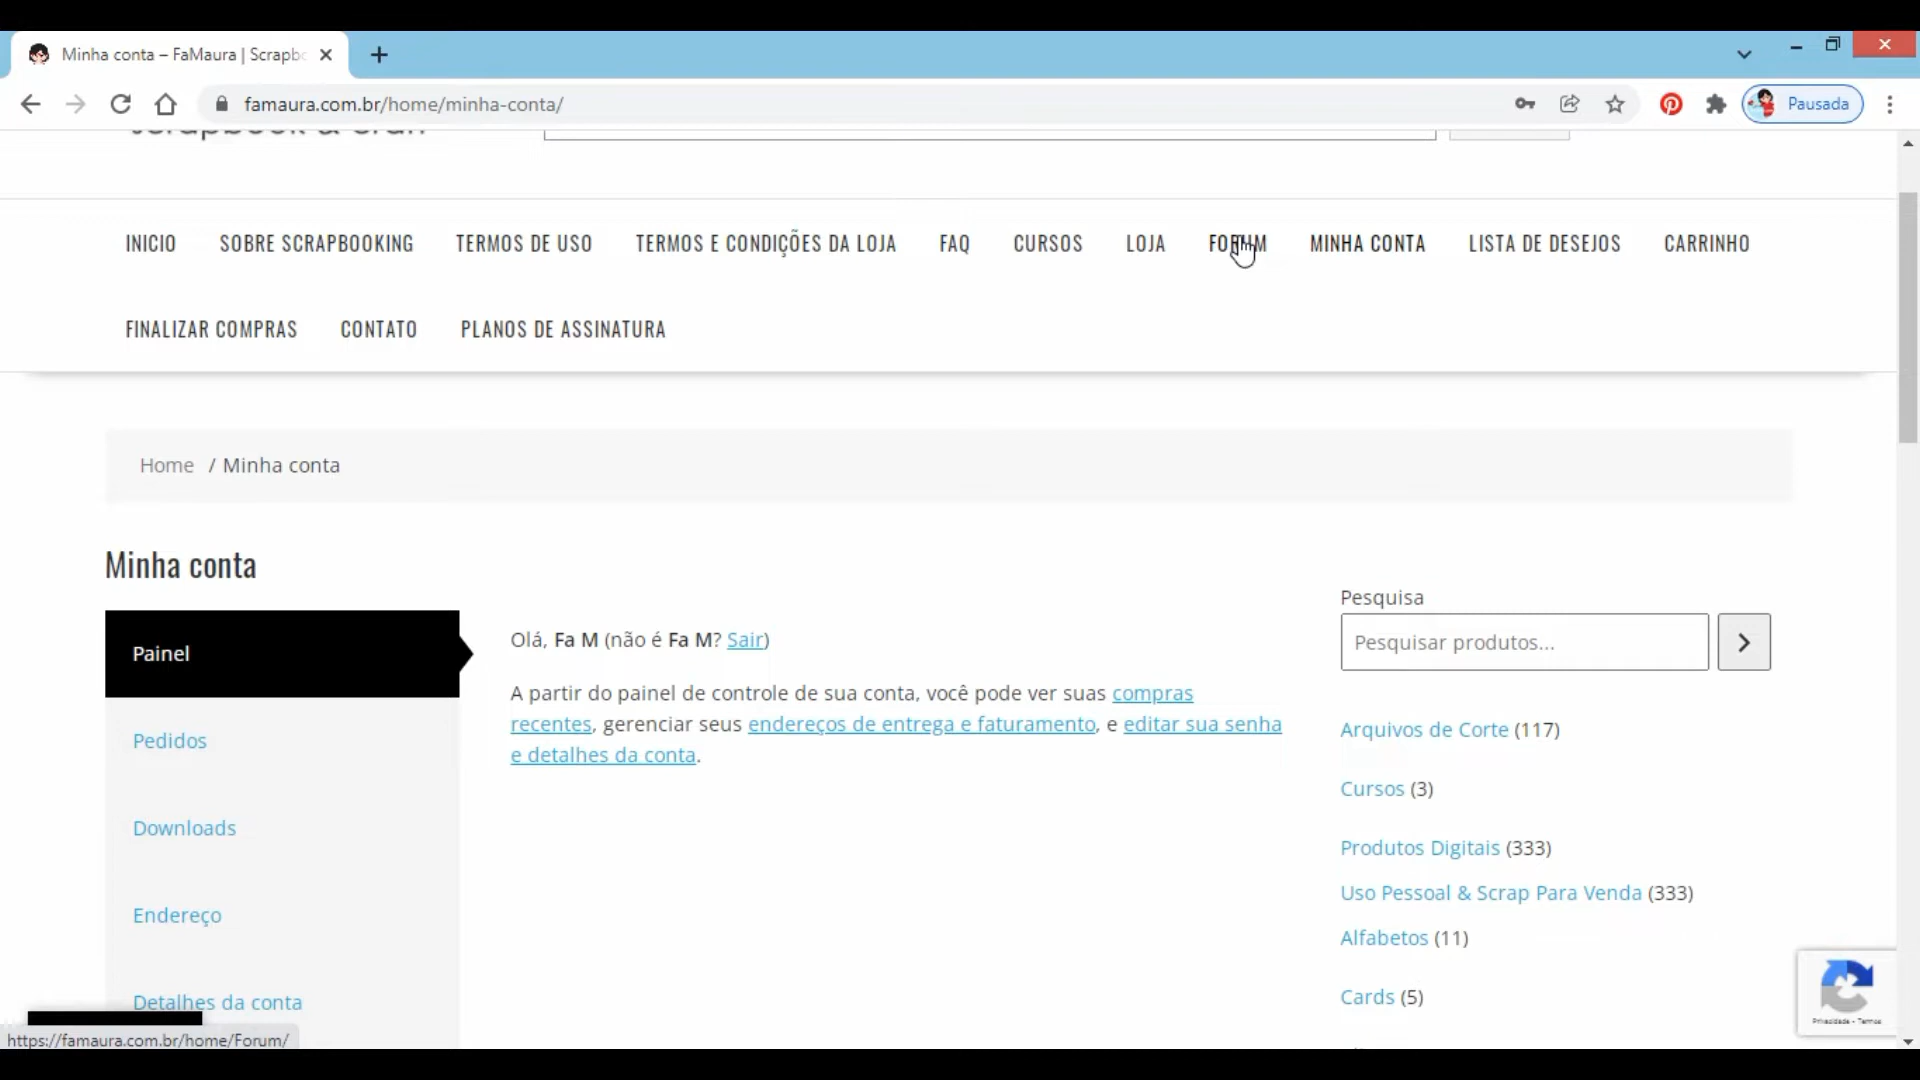 Minha conta – FaMaura | Scrapbo
famaura.com.br/home/minha-conta/
Pausada
INICIO SOBRE SCRAPBOOKING TERMOS DE USO TERMOS E CONDIÇÕES DA LOJA FAQ CURSOS LOJA FORUM MINHA CONTA LISTA DE DESEJOS CARRINHO
FINALIZAR COMPRAS CONTATO PLANOS DE ASSINATURA
Home / Minha conta
Minha conta
Painel
Pedidos
Downloads
Endereço
Detalhes da conta
Olá, Fa M (não é Fa M? Sair)
A partir do painel de controle de sua conta, você pode ver suas compras
recentes, gerenciar seus endereços de entrega e faturamento, e editar sua senha
e detalhes da conta.
Pesquisa
Pesquisar produtos...
Arquivos de Corte (117)
Cursos (3)
Produtos Digitais (333)
Uso Pessoal & Scrap Para Venda (333)
Alfabetos (11)
Cards (5)
Privacidade - Termos
https://famaura.com.br/home/Forum/